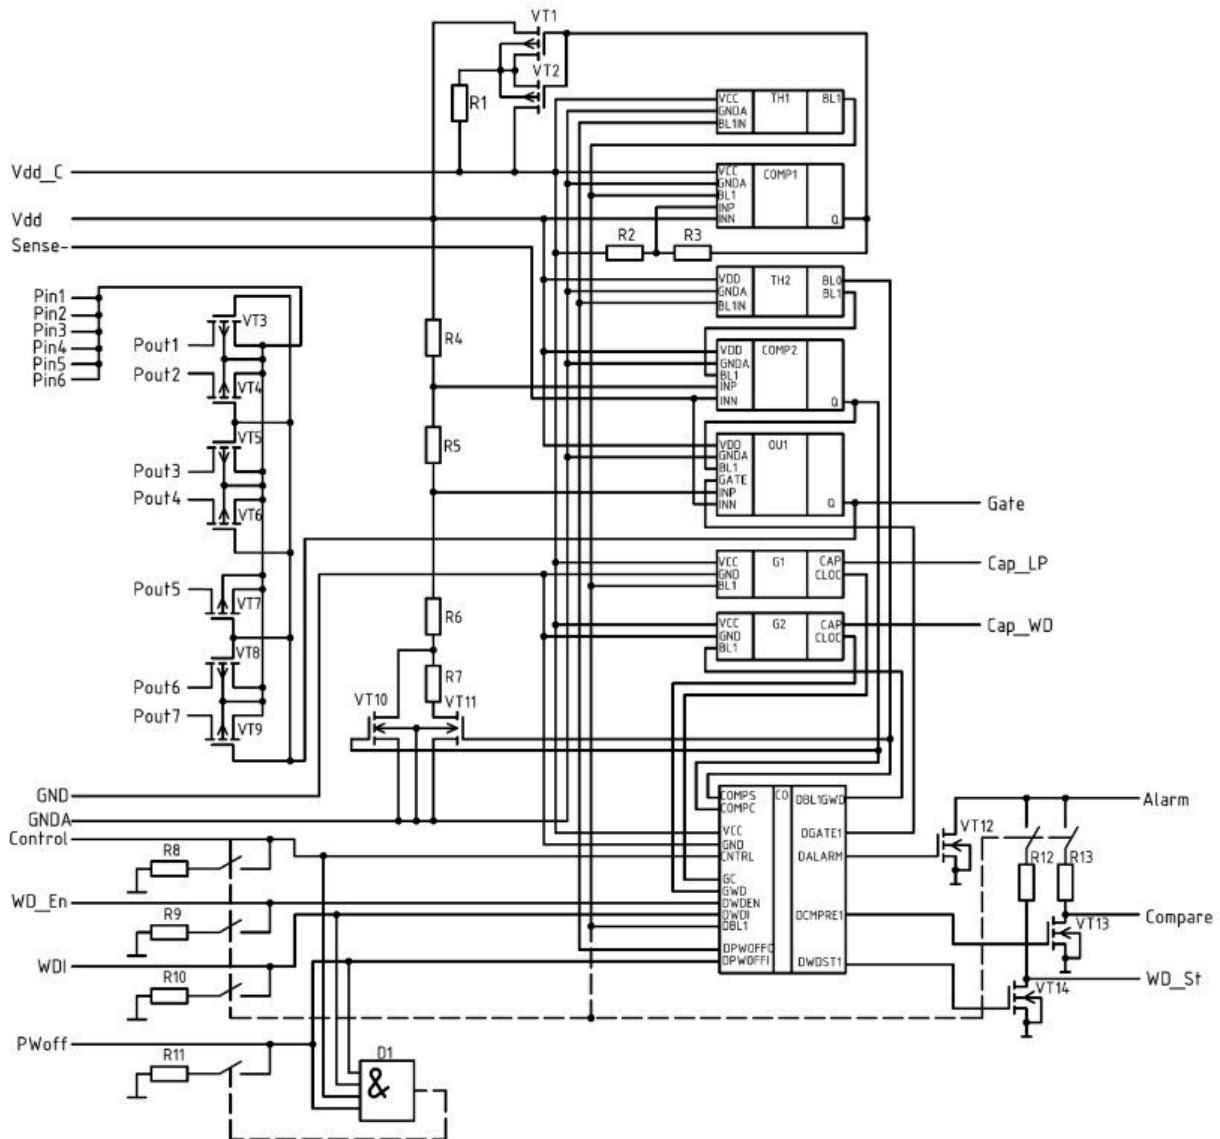 VT1
VT2
R1
VCC TH1 BL1
GNDA
BL1IN
Vdd_C
VCC COMP1
GNDA
BL1
INP
INN Q
Vdd
Sense-
R2 R3
VDD TH2 BL0
GNDA BL1
BL1IN
Pin1
Pin2
Pin3
Pin4
Pin5
Pin6
VT3
Pout1
Pout2
VT4
R4
VDD COMP2
GNDA
BL1
INP
INN Q
VT5
Pout3
Pout4
VT6
R5
VDD OU1
GNDA
BL1
GATE
INP
INN Q
Gate
VCC G1 CAP
GND CLOC
BL1
Cap_LP
Pout5
VT7
R6
VCC G2 CAP
GND CLOC
BL1
Cap_WD
VT8
Pout6
Pout7
VT9
R7
VT10 VT11
GND
GNDA
Control
R8
WD_En
R9
WDI
R10
PWoff
R11
D1
&
COMPS CD DBL1GWD
COMPC
VCC DGATE1
GND
CNTRL DALARM
GC
GWD
DWDEN
DWDI DCMPRE1
DBL1
DPWOFFC
DPWOFFI DWDST1
Alarm
VT12
R12 R13
Compare
VT13
WD_St
VT14